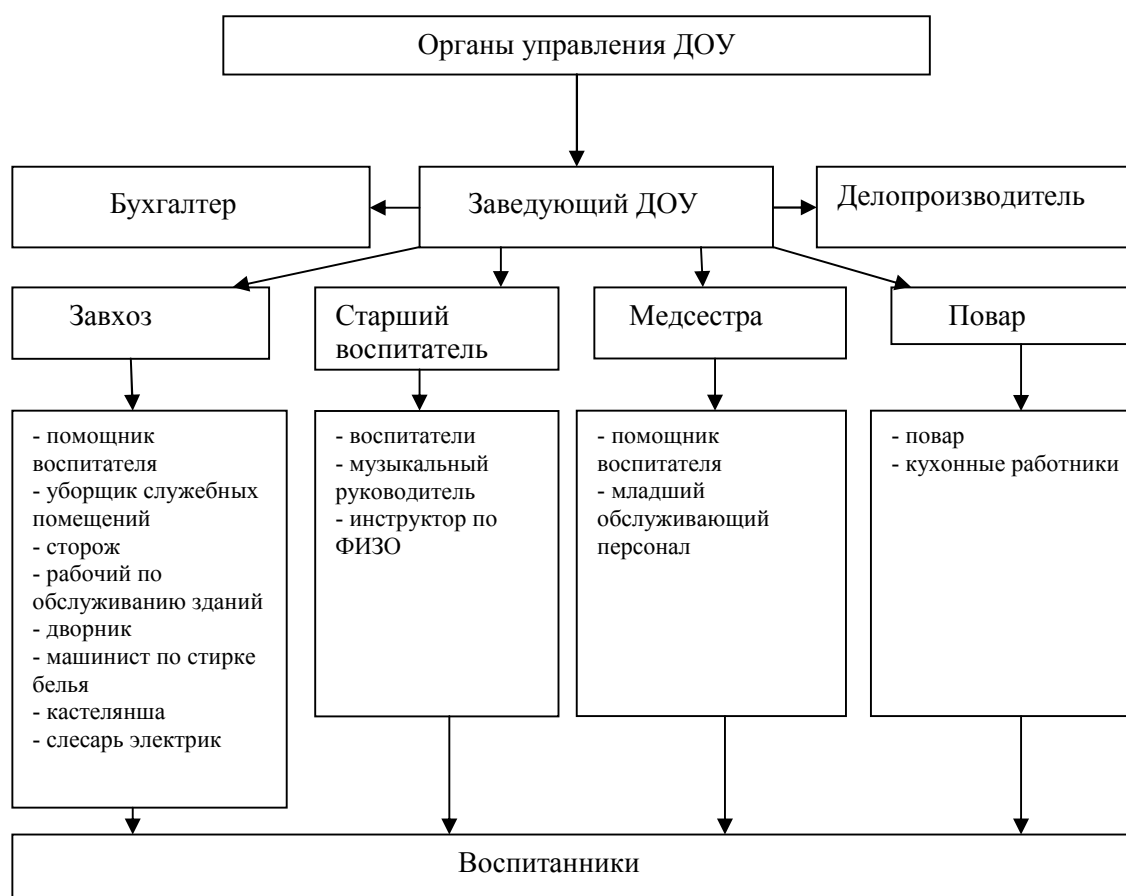 Органы управления ДОУ
Бухгалтер
Заведующий ДОУ
Делопроизводитель
Завхоз
Старший
воспитатель
Медсестра
Повар
- помощник
воспитателя
- уборщик служебных
помещений
- сторож
- рабочий по
обслуживанию зданий
- дворник
- машинист по стирке
белья
- кастелянша
- слесарь электрик
- воспитатели
- музыкальный
руководитель
- инструктор по
ФИЗО
- помощник
воспитателя
- младший
обслуживающий
персонал
- повар
- кухонные работники
Воспитанники